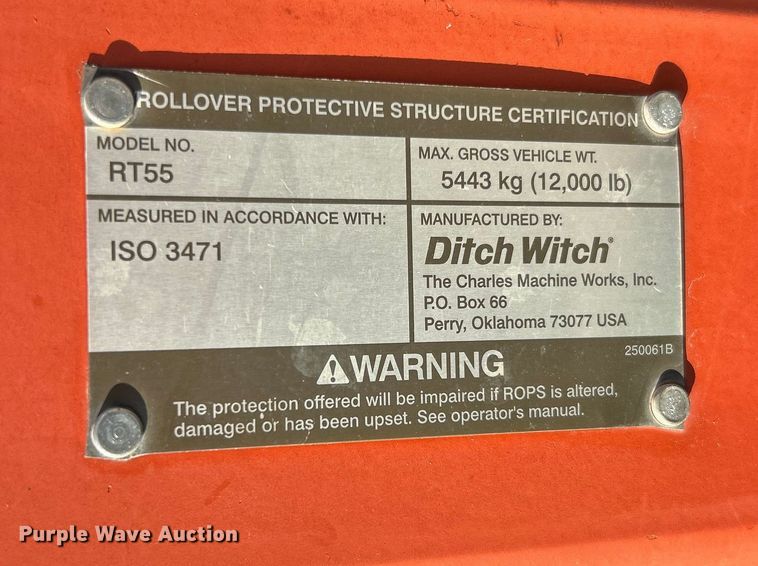 ROLLOVER PROTECTIVE STRUCTURE CERTIFICATION
MODEL NO.
RT55
MAX. GROSS VEHICLE WT.
5443 kg (12,000 lb)
MEASURED IN ACCORDANCE WITH:
ISO 3471
MANUFACTURED BY:
Ditch Witch®
The Charles Machine Works, Inc.
P.O. Box 66
Perry, Oklahoma 73077 USA
250061B
⚠WARNING
The protection offered will be impaired if ROPS is altered,
damaged or has been upset. See operator's manual.
Purple Wave Auction